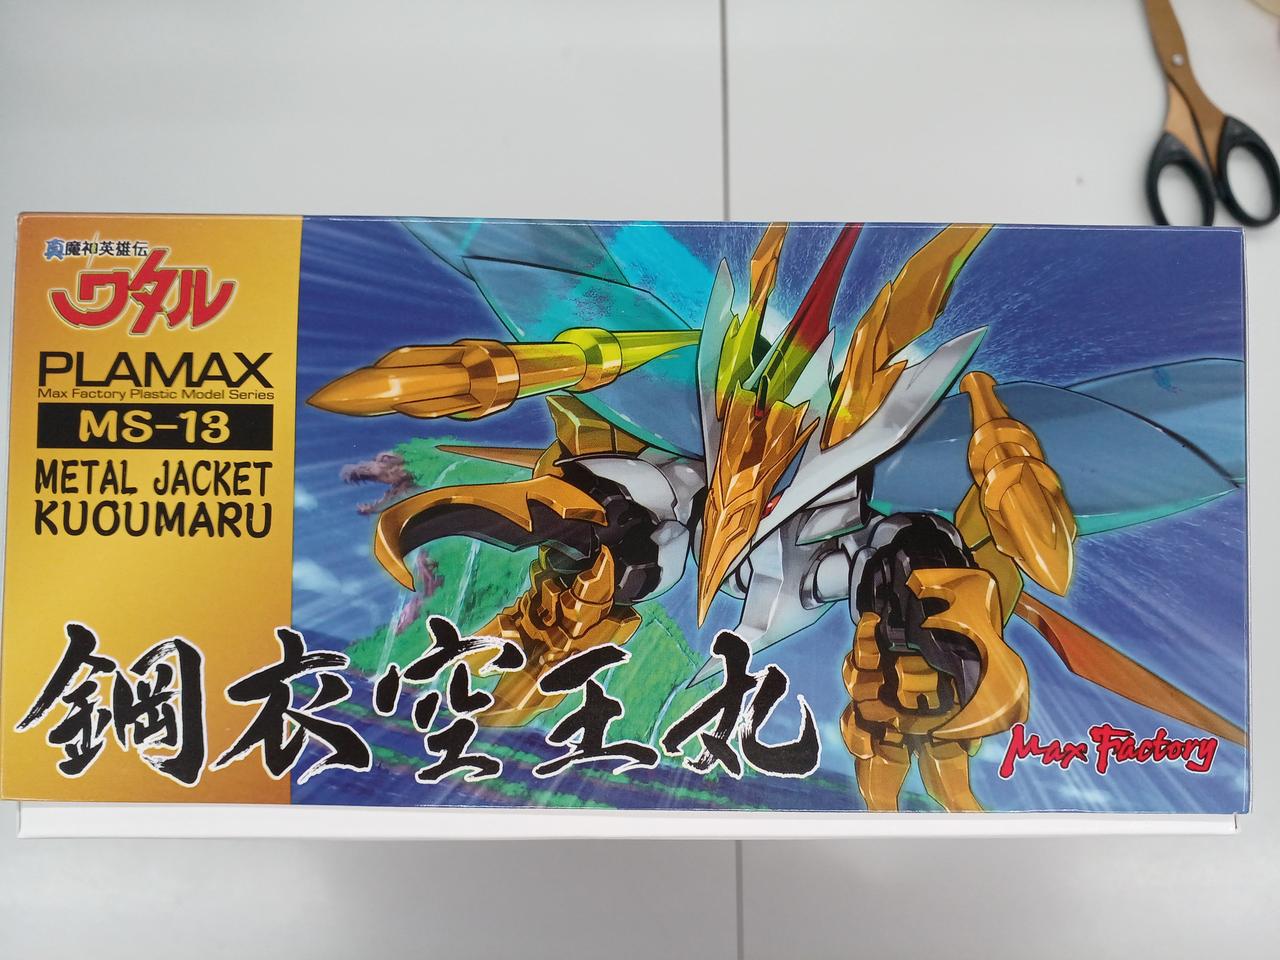 真魔神英雄伝
ワタル
PLAMAX
Max Factory Plastic Model Series
MS-13
METAL JACKET
KUOUMARU
鋼衣空王丸
Max Factory